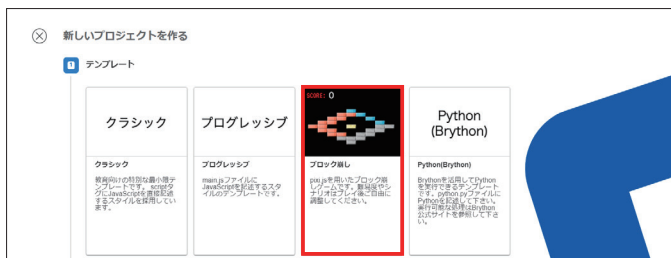 新しいプロジェクトを作る
1 テンプレート
クラシック
クラシック
教育向けの特別な最小限テ
ンプレートです。scriptタ
グにJavaScriptを直接記述
するスタイルを採用してい
ます。
プログレッシブ
プログレッシブ
main.jsファイルに
JavaScriptを記述するスタ
イルのテンプレートです。
SCORE: 0
ブロック崩し
pixi.jsを用いたブロック崩
しゲームです。難易度やシ
ナリオはプレイ後ご自由に
調整してください。
Python
(Brython)
Python(Brython)
Brythonを活用してPython
を実行できるテンプレート
です。python.pyファイルに
Pythonを記述して下さい。
実行可能な処理はBrython
公式サイトを参照して下さ
い。